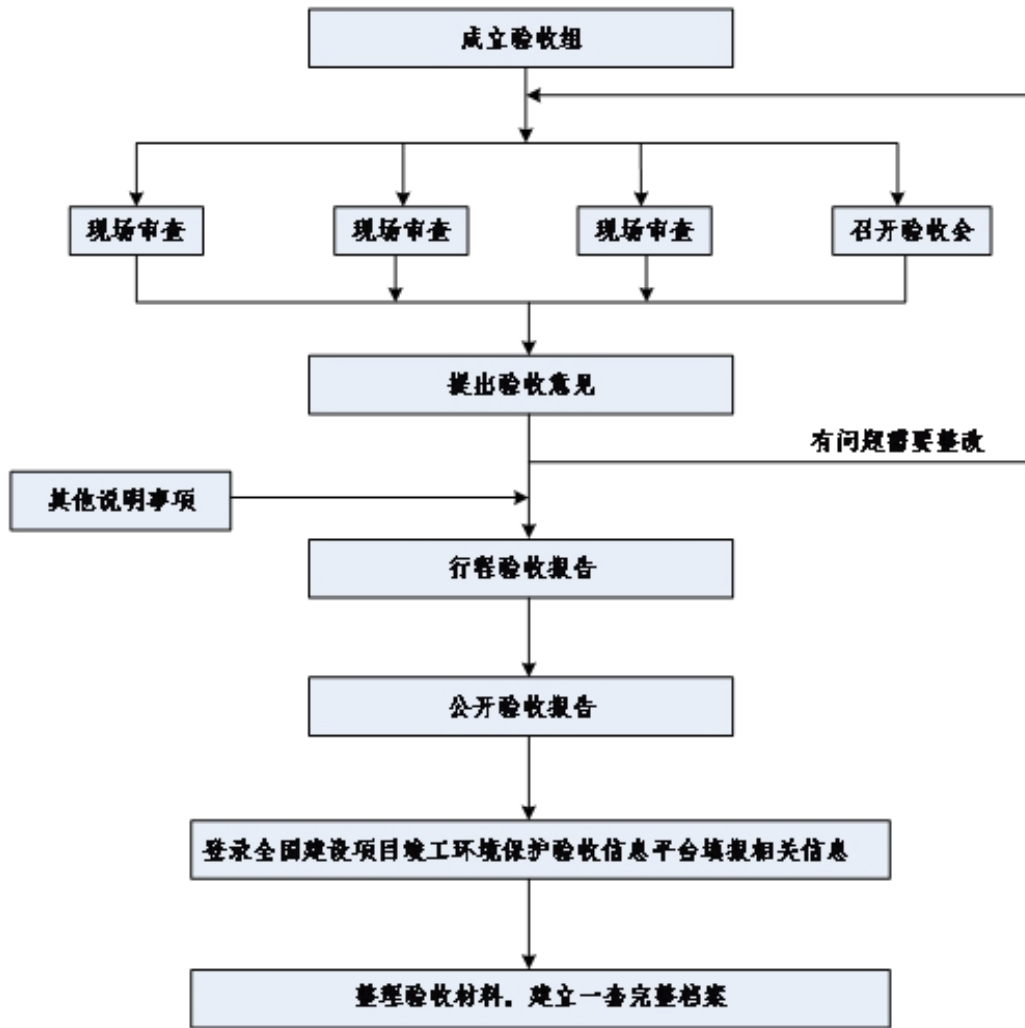 成立验收组
现场审查
现场审查
现场审查
召开验收会
提出验收意见
有问题需要整改
其他说明事项
行程验收报告
公开验收报告
登录全国建设项目竣工环境保护验收信息平台填报相关信息
整理验收材料。建立一套完整档案